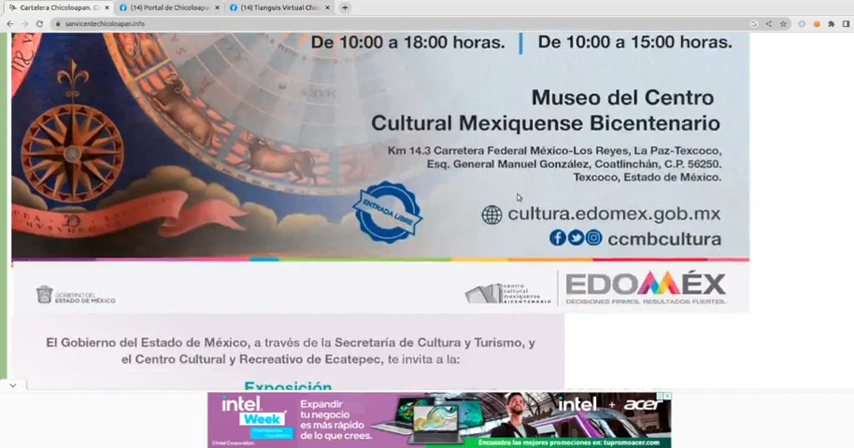 Cartelera Chicoloapan. C
(14) Portal de Chicoloapa
(14) Tianguis Virtual Chic
sanvicentechicoloapan.info
De 10:00 a 18:00 horas.
De 10:00 a 15:00 horas.
Museo del Centro
Cultural Mexiquense Bicentenario
Km 14.3 Carretera Federal México-Los Reyes, La Paz-Texcoco,
Esq. General Manuel González, Coatlinchán, C.P. 56250.
Texcoco, Estado de México.
ENTRADA LIBRE
cultura.edomex.gob.mx
ccmbcultura
GOBIERNO DEL
ESTADO DE MÉXICO
centro
cultural
mexiquense
BICENTENARIO
EDOMÉX
DECISIONES FIRMES, RESULTADOS FUERTES.
El Gobierno del Estado de México, a través de la Secretaría de Cultura y Turismo, y
el Centro Cultural y Recreativo de Ecatepec, te invita a la:
Exposición
intel
Week
©Intel Corporation.
Expandir
tu negocio
es más rápido
de lo que crees.
intel + acer
Encuentra las mejores promociones en: tupromoacer.com